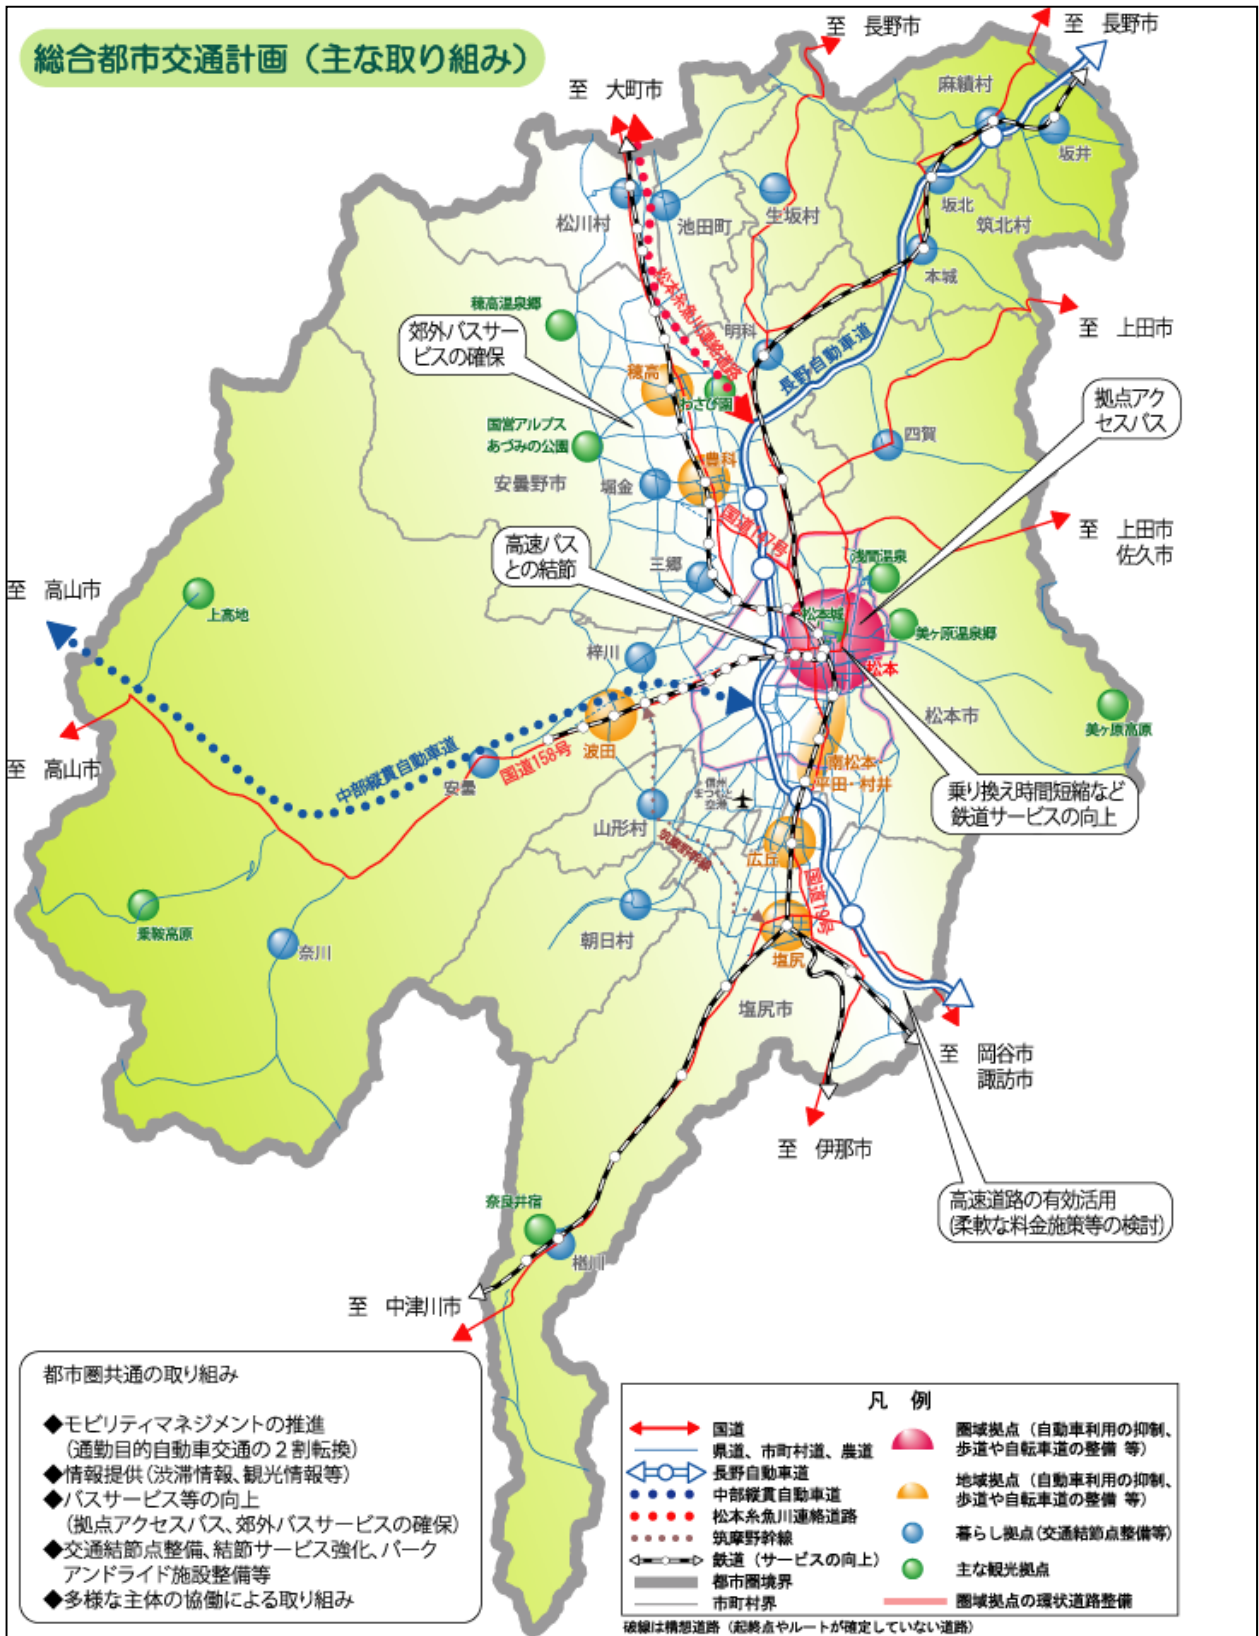 総合都市交通計画（主な取り組み）
至　長野市
至　長野市
至　大町市
麻績村
坂井
坂北
筑北村
本城
生坂村
池田町
松川村
松本糸魚川連絡道路
穂高温泉郷
郊外バスサー
ビスの確保
明科
長野自動車道
至　上田市
穂高
わさび園
拠点アク
セスバス
国営アルプス
あづみの公園
四賀
豊科
安曇野市
堀金
国道147号
至　上田市
佐久市
高速バス
との結節
浅間温泉
三郷
至　高山市
上高地
松本城
美ヶ原温泉郷
梓川
松本
松本市
美ヶ原高原
波田
至　高山市
中部縦貫自動車道
国道158号
安曇
南松本
平田・村井
信州
まつもと
空港
乗り換え時間短縮など
鉄道サービスの向上
山形村
筑摩野幹線
広丘
国道19号
乗鞍高原
奈川
朝日村
塩尻
塩尻市
至　岡谷市
諏訪市
至　伊那市
高速道路の有効活用
(柔軟な料金施策等の検討)
奈良井宿
楢川
至　中津川市
都市圏共通の取り組み
◆モビリティマネジメントの推進
(通勤目的自動車交通の２割転換)
◆情報提供(渋滞情報、観光情報等)
◆バスサービス等の向上
(拠点アクセスバス、郊外バスサービスの確保)
◆交通結節点整備、結節サービス強化、パーク
アンドライド施設整備等
◆多様な主体の協働による取り組み
凡　例
国道
県道、市町村道、農道
長野自動車道
中部縦貫自動車道
松本糸魚川連絡道路
筑摩野幹線
鉄道（サービスの向上）
都市圏境界
市町村界
圏域拠点（自動車利用の抑制、
歩道や自転車道の整備 等）
地域拠点（自動車利用の抑制、
歩道や自転車道の整備 等）
暮らし拠点(交通結節点整備等)
主な観光拠点
圏域拠点の環状道路整備
破線は構想道路（起終点やルートが確定していない道路）